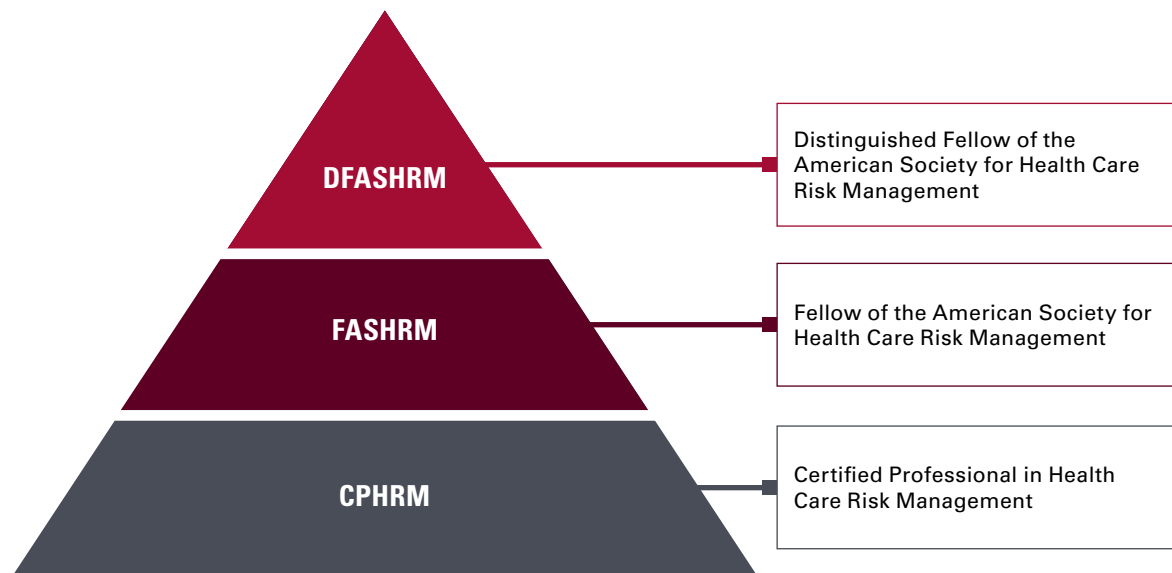 DFASHRM
Distinguished Fellow of the
American Society for Health Care
Risk Management
FASHRM
Fellow of the American Society for
Health Care Risk Management
CPHRM
Certified Professional in Health
Care Risk Management